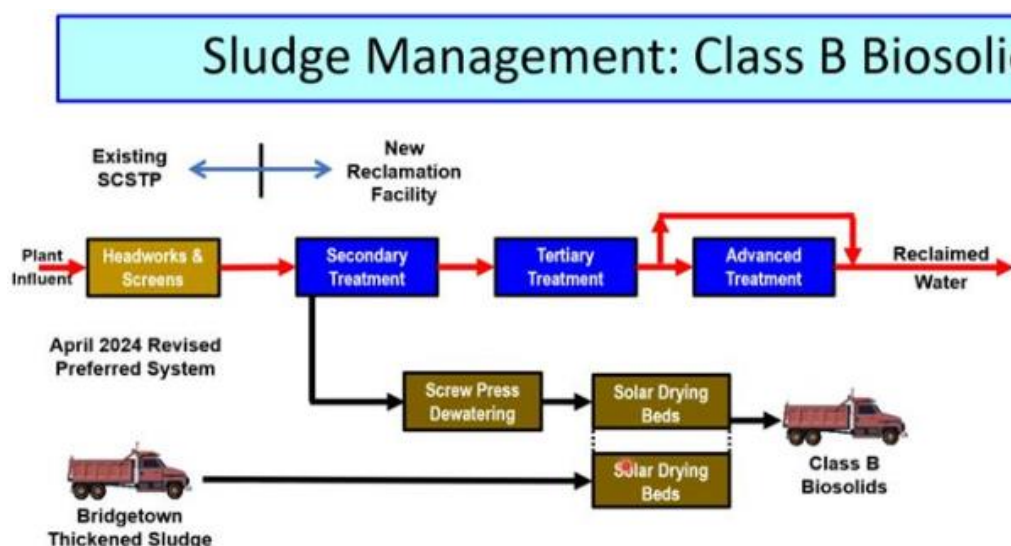 Sludge Management: Class B Biosoli
Existing
SCSTP
New
Reclamation
Facility
Plant
Influent
Headworks &
Screens
Secondary
Treatment
Tertiary
Treatment
Advanced
Treatment
Reclaimed
Water
April 2024 Revised
Preferred System
Screw Press
Dewatering
Solar Drying
Beds
Solar Drying
Beds
Class B
Biosolids
Bridgetown
Thickened Sludge